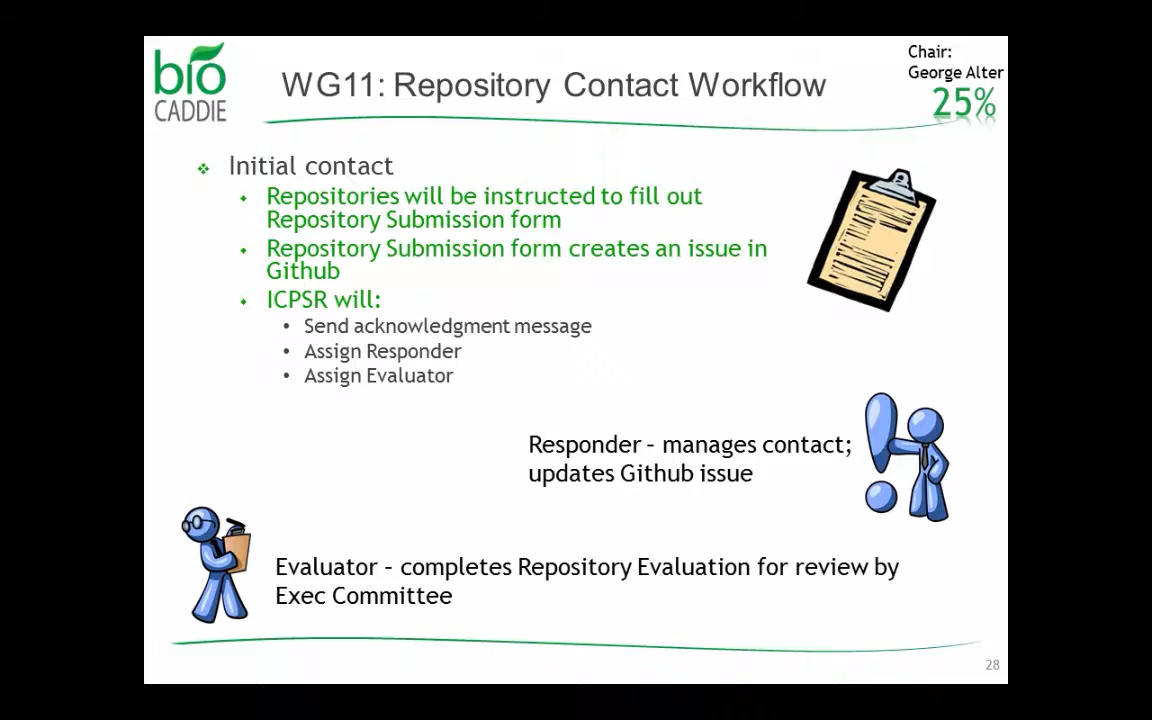 bio
CADDIE
WG11: Repository Contact Workflow
Chair:
George Alter
25%
Initial contact
Repositories will be instructed to fill out
Repository Submission form
Repository Submission form creates an issue in
Github
ICPSR will:
• Send acknowledgment message
• Assign Responder
• Assign Evaluator
Responder – manages contact;
updates Github issue
Evaluator – completes Repository Evaluation for review by
Exec Committee
28